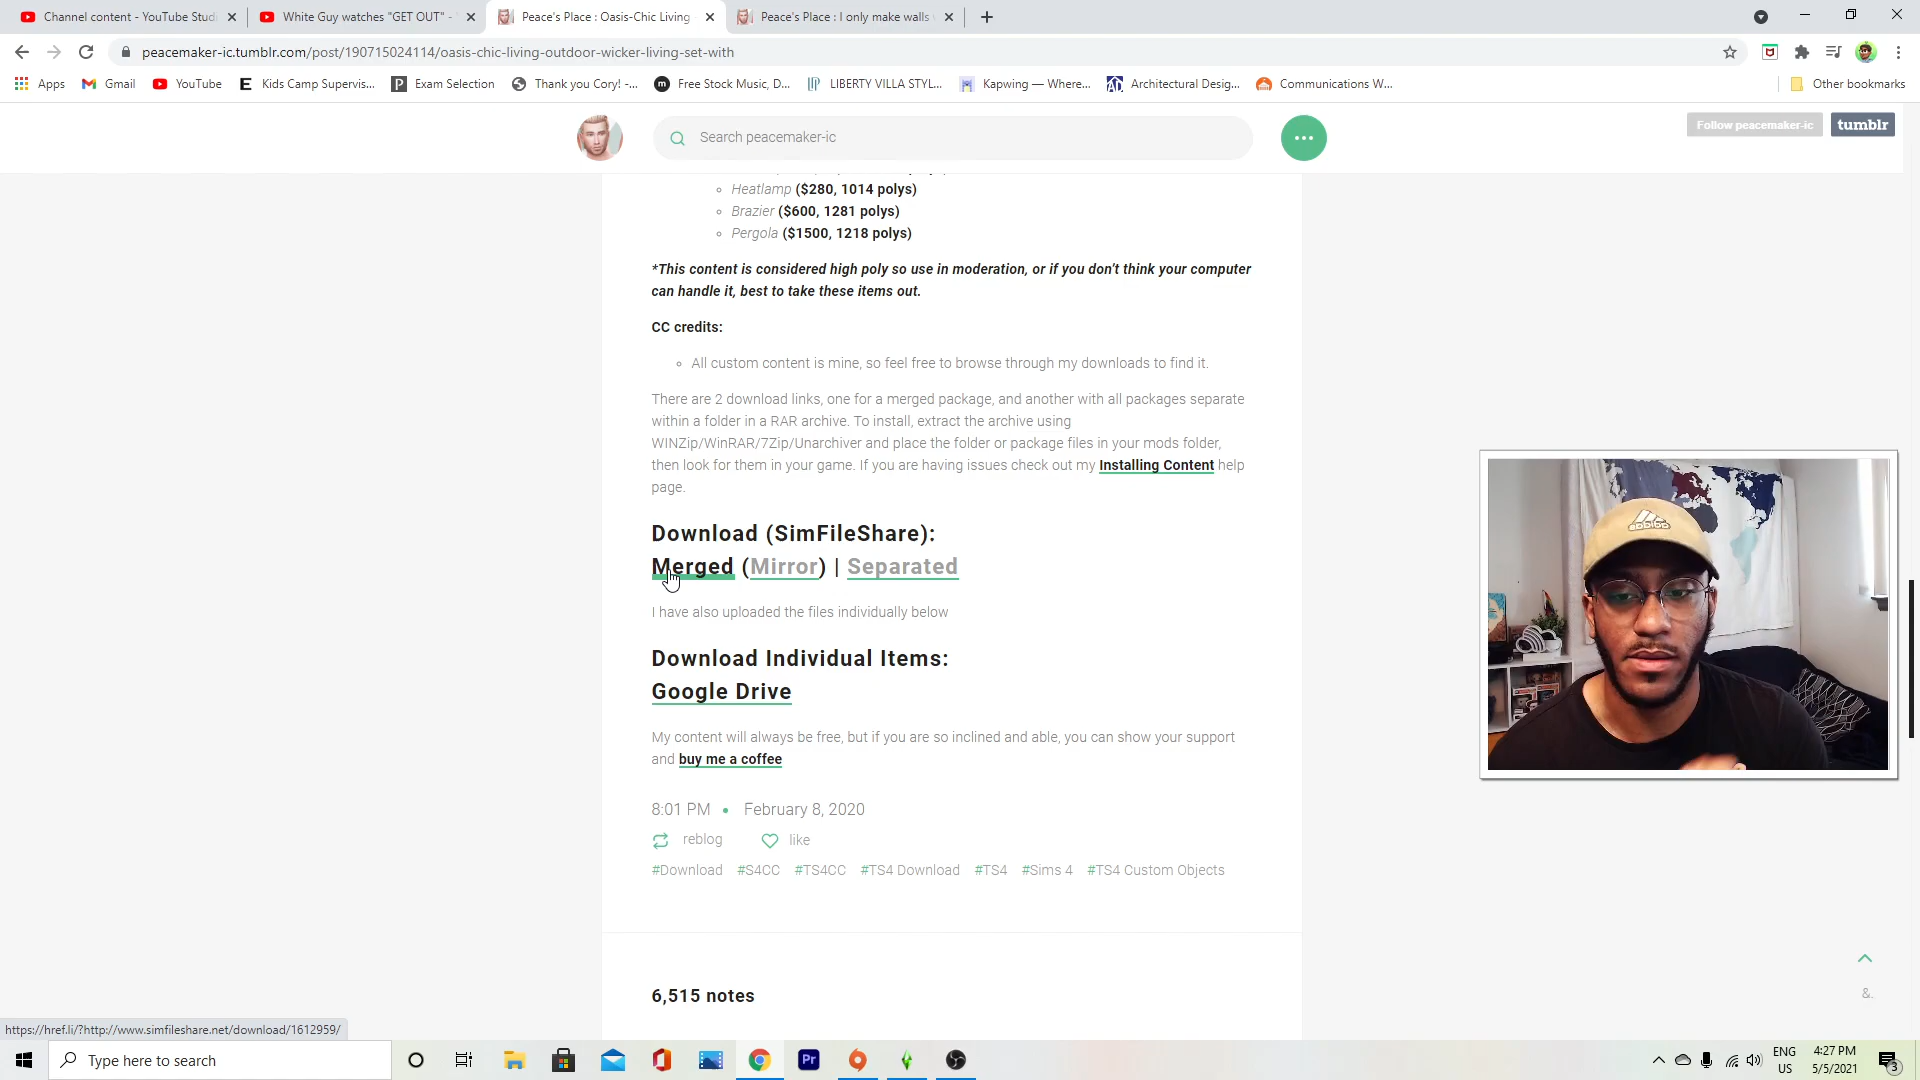 Channel content - YouTube Studi
White Guy watches "GET OUT" -
Peace's Place : Oasis-Chic Living
Peace's Place : I only make walls
peacemaker-ic.tumblr.com/post/190715024114/oasis-chic-living-outdoor-wicker-living-set-with
Apps
Gmail
YouTube
Kids Camp Supervis...
Exam Selection
Thank you Cory! -...
Free Stock Music, D...
LIBERTY VILLA STYL...
Kapwing — Where...
Architectural Desig...
Communications W...
Other bookmarks
Search peacemaker-ic
Follow peacemaker-ic
tumblr
Heatlamp ($280, 1014 polys)
Brazier ($600, 1281 polys)
Pergola ($1500, 1218 polys)
*This content is considered high poly so use in moderation, or if you don't think your computer
can handle it, best to take these items out.
CC credits:
All custom content is mine, so feel free to browse through my downloads to find it.
There are 2 download links, one for a merged package, and another with all packages separate
within a folder in a RAR archive. To install, extract the archive using
WINZip/WinRAR/7Zip/Unarchiver and place the folder or package files in your mods folder,
then look for them in your game. If you are having issues check out my Installing Content help
page.
Download (SimFileShare):
Merged (Mirror) | Separated
I have also uploaded the files individually below
Download Individual Items:
Google Drive
My content will always be free, but if you are so inclined and able, you can show your support
and buy me a coffee
8:01 PM • February 8, 2020
reblog like
#Download #S4CC #TS4CC #TS4 Download #TS4 #Sims 4 #TS4 Custom Objects
6,515 notes
&.
adidas
https://href.li/?http://www.simfileshare.net/download/1612959/
Type here to search
Pr
ENG
US
4:27 PM
5/5/2021
3